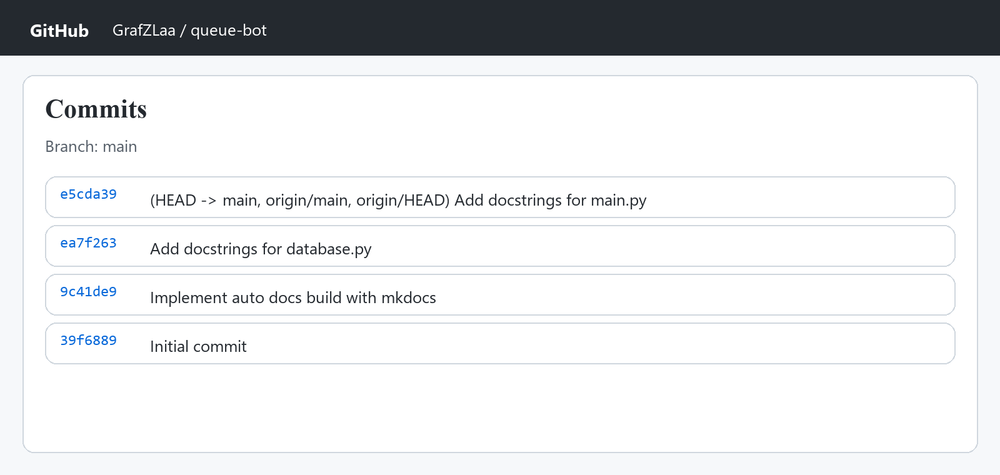 GitHub GrafZLaa / queue-bot
Commits
Branch: main
e5cda39 (HEAD -> main, origin/main, origin/HEAD) Add docstrings for main.py
ea7f263 Add docstrings for database.py
9c41de9 Implement auto docs build with mkdocs
39f6889 Initial commit